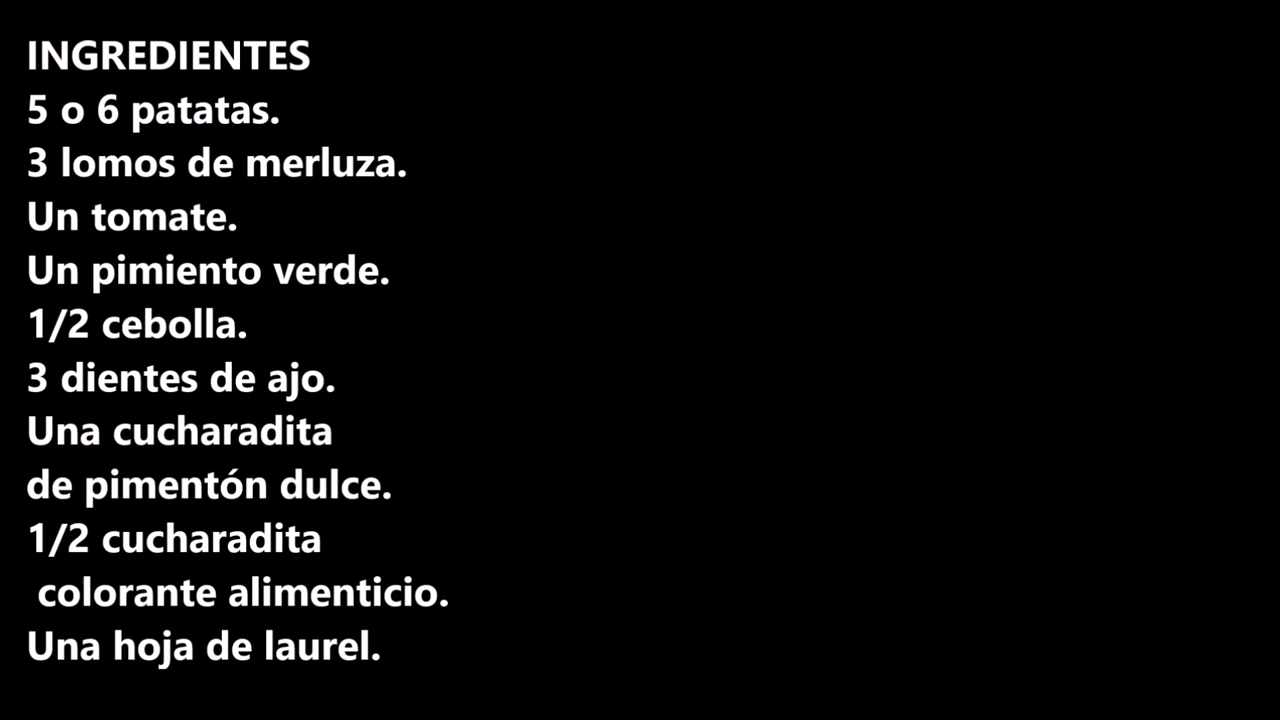 INGREDIENTES
5 o 6 patatas.
3 lomos de merluza.
Un tomate.
Un pimiento verde.
1/2 cebolla.
3 dientes de ajo.
Una cucharadita
de pimentón dulce.
1/2 cucharadita
colorante alimenticio.
Una hoja de laurel.